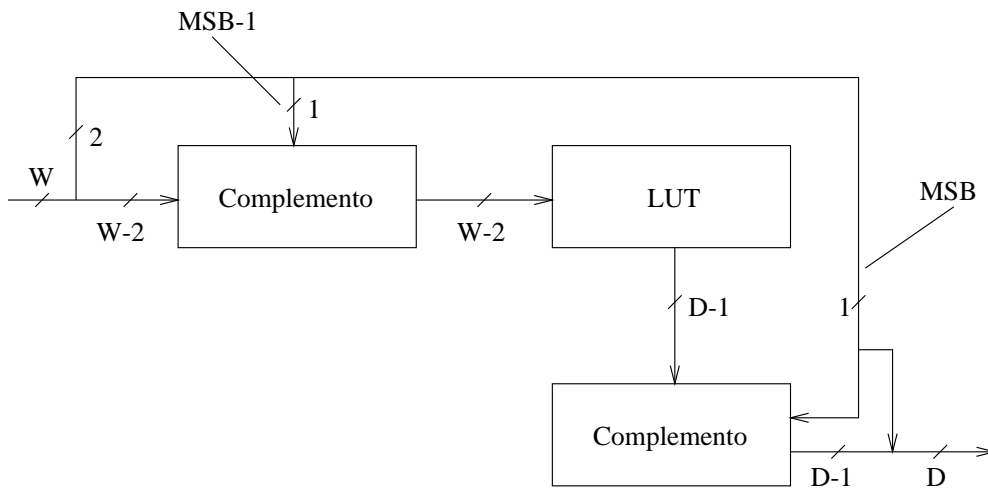 MSB-1
1
2
W
W-2
Complemento
W-2
LUT
MSB
D-1
1
Complemento
D-1
D